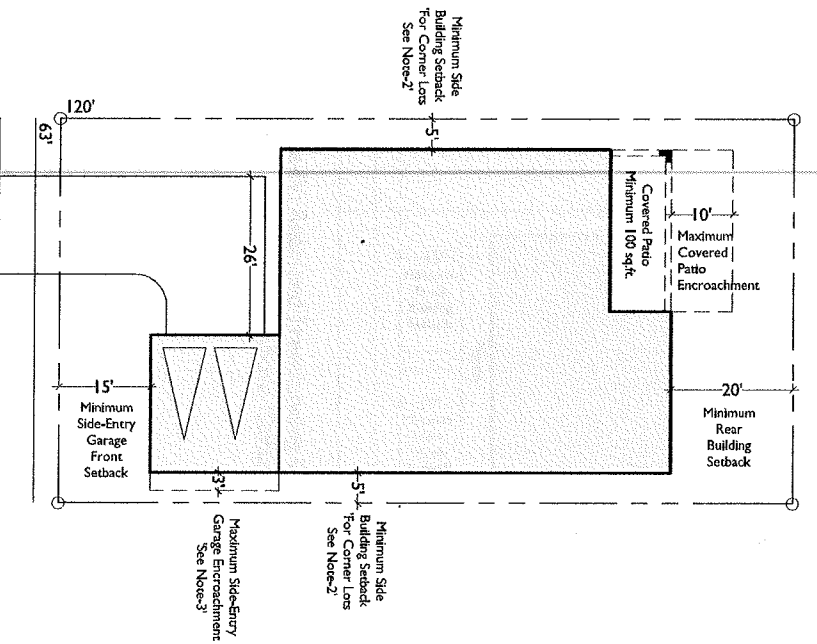 Minimum Side
Building Setback
'For Corner Lots
See Note-2'
120'
63'
5'
Covered Patio
Minimum 100 sq.ft.
10'
Maximum
Covered
Patio
Encroachment
26'
15'
Minimum
Side-Entry
Garage
Front
Setback
20'
Minimum
Rear
Building
Setback
3'
Maximum Side-Entry
Garage Encroachment
'See Note-3'
5'
Minimum Side
Building Setback
'For Corner Lots
See Note-2'